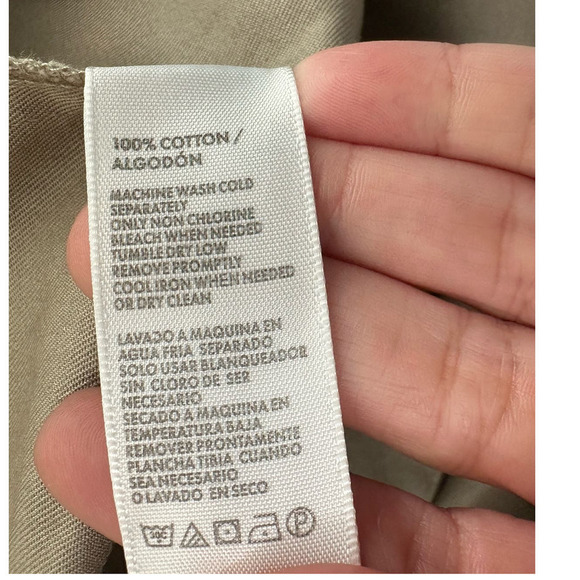 100% COTTON /
ALGODÓN
MACHINE WASH COLD
SEPARATELY
ONLY NON CHLORINE
BLEACH WHEN NEEDED
TUMBLE DRY LOW
REMOVE PROMPTLY
COOL IRON WHEN NEEDED
OR DRY CLEAN
LAVADO A MAQUINA EN
AGUA FRIA SEPARADO
SOLO USAR BLANQUEADOR
SIN CLORO DE SER
NECESARIO
SECADO A MAQUINA EN
TEMPERATURA BAJA
REMOVER PRONTAMENTE
PLANCHA TIBIA CUANDO
SEA NECESARIO
O LAVADO EN SECO
30C P